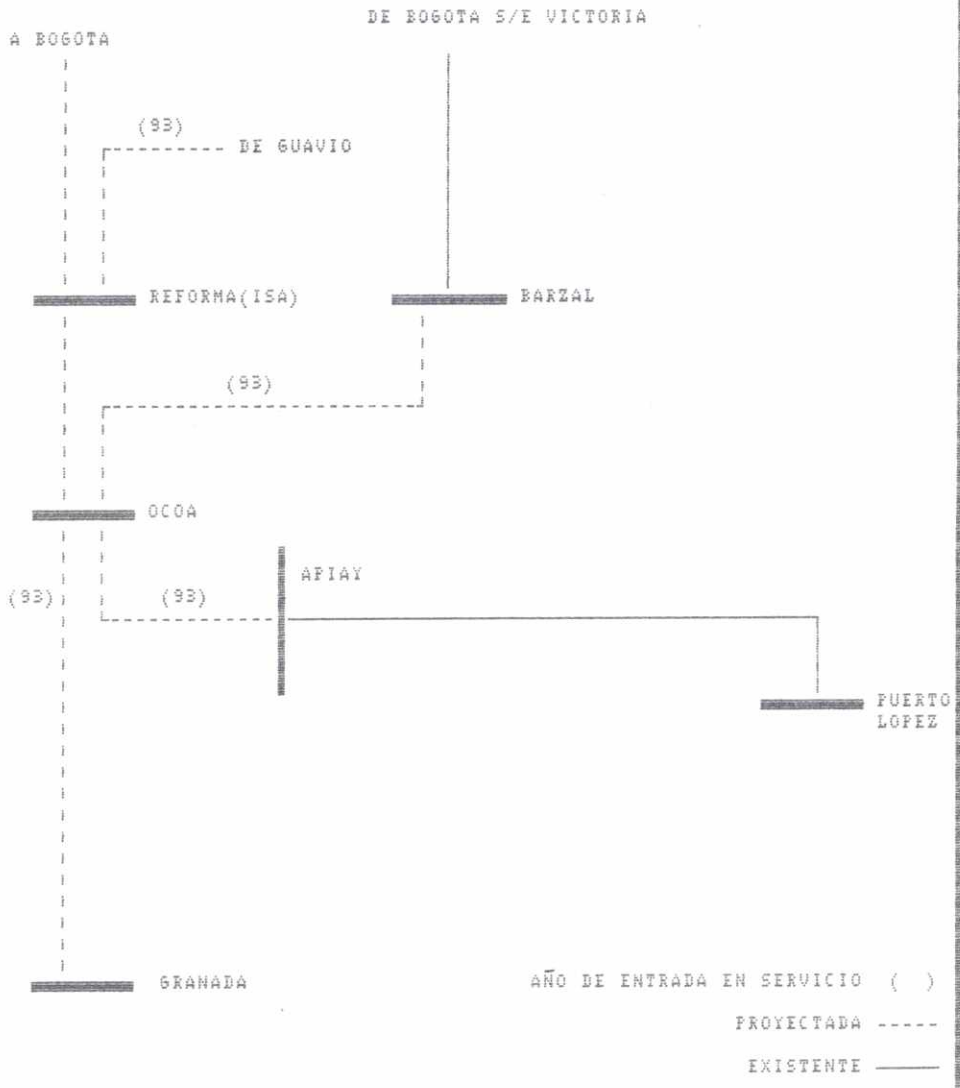 DE BOGOTA S/E VICTORIA
A BOGOTA
(93)
DE GUAVIO
REFORMA(ISA)
BARZAL
(93)
OCOA
APIAY
(93)
(93)
PUERTO
LOPEZ
GRANADA
AÑO DE ENTRADA EN SERVICIO ( )
PROYECTADA -----
EXISTENTE ———